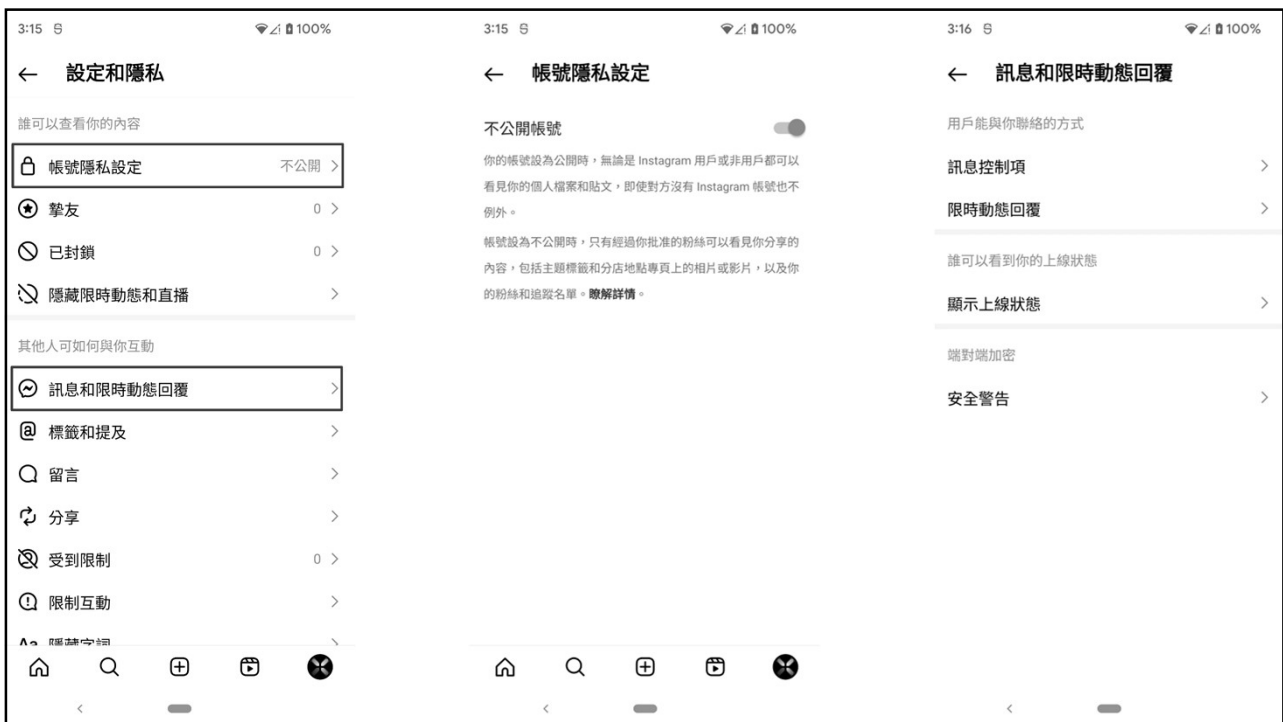 3:15
100%
設定和隱私
誰可以查看你的內容
帳號隱私設定 不公開
摯友 0
已封鎖 0
隱藏限時動態和直播
其他人可如何與你互動
訊息和限時動態回覆
標籤和提及
留言
分享
受到限制 0
限制互動
Aa 隱藏字詞
3:15
100%
帳號隱私設定
不公開帳號
你的帳號設為公開時，無論是 Instagram 用戶或非用戶都可以
看見你的個人檔案和貼文，即使對方沒有 Instagram 帳號也不
例外。
帳號設為不公開時，只有經過你批准的粉絲可以看見你分享的
內容，包括主題標籤和分店地點專頁上的相片或影片，以及你
的粉絲和追蹤名單。瞭解詳情。
3:16
100%
訊息和限時動態回覆
用戶能與你聯絡的方式
訊息控制項
限時動態回覆
誰可以看到你的上線狀態
顯示上線狀態
端對端加密
安全警告